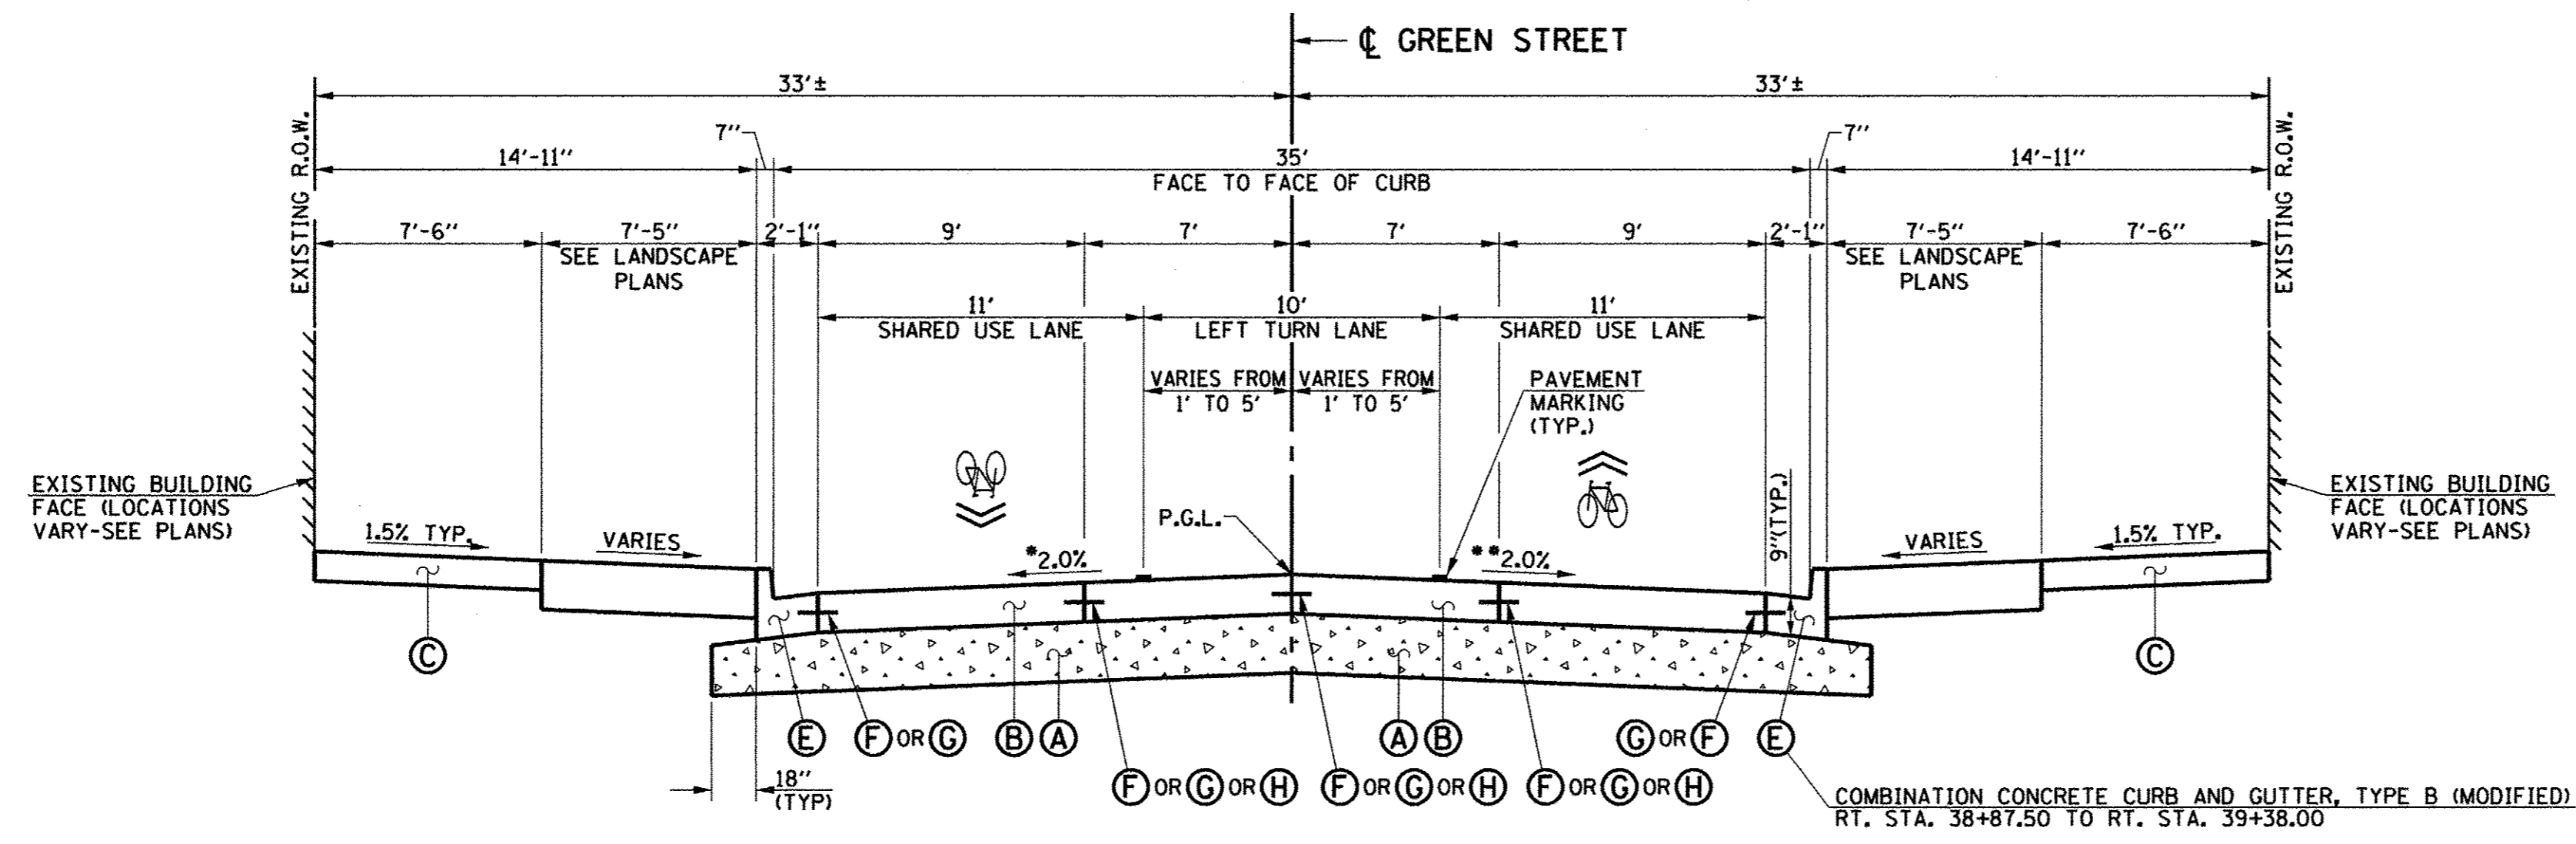 ℄ GREEN STREET
33'± 33'±
EXISTING R.O.W.
EXISTING R.O.W.
14'-11" 7" 35' 7" 14'-11"
FACE TO FACE OF CURB
7'-6" 7'-5" 2'-1" 9' 7' 7' 9' 2'-1" 7'-5" 7'-6"
SEE LANDSCAPE
PLANS
SEE LANDSCAPE
PLANS
11' 10' 11'
SHARED USE LANE LEFT TURN LANE SHARED USE LANE
VARIES FROM
1' TO 5'
VARIES FROM
1' TO 5'
PAVEMENT
MARKING
(TYP.)
EXISTING BUILDING
FACE (LOCATIONS
VARY-SEE PLANS)
EXISTING BUILDING
FACE (LOCATIONS
VARY-SEE PLANS)
P.G.L.
9"(TYP.)
1.5% TYP. VARIES *2.0% **2.0% VARIES 1.5% TYP.
C C
E F OR G B A A B G OR F E
18"
(TYP)
F OR G OR H F OR G OR H F OR G OR H
COMBINATION CONCRETE CURB AND GUTTER, TYPE B (MODIFIED)
RT. STA. 38+87.50 TO RT. STA. 39+38.00